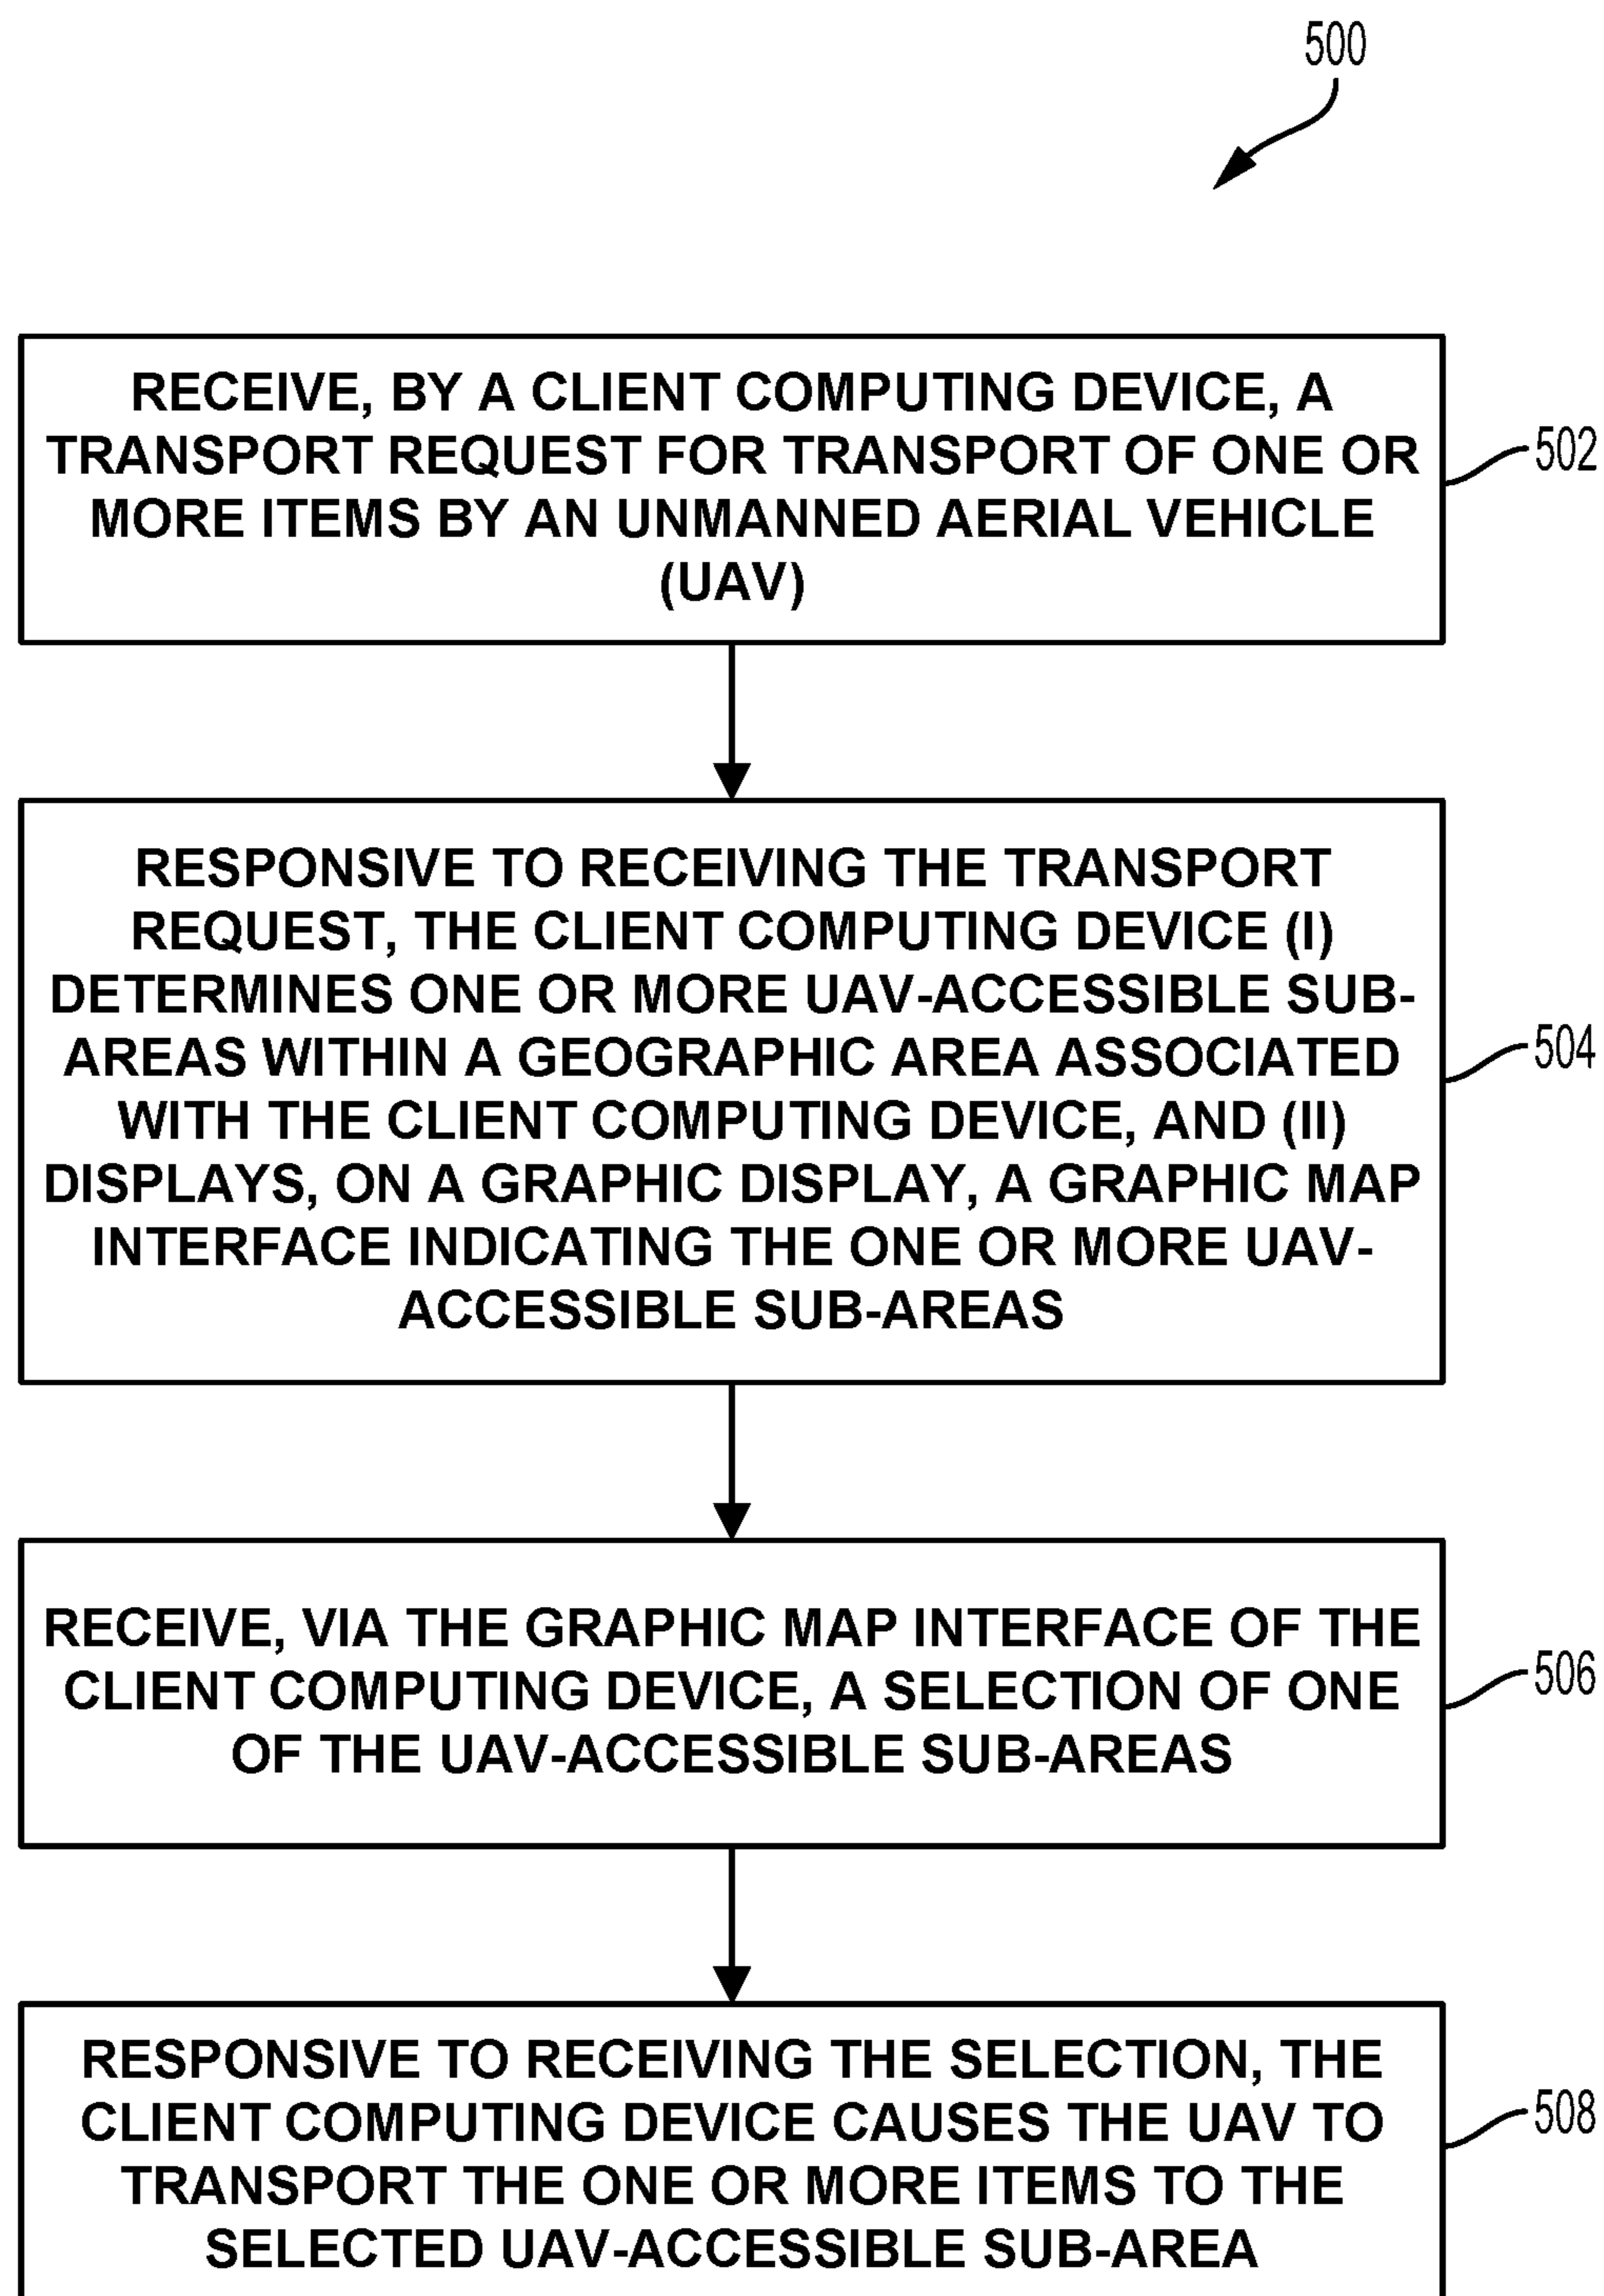 500
RECEIVE, BY A CLIENT COMPUTING DEVICE, A
TRANSPORT REQUEST FOR TRANSPORT OF ONE OR
MORE ITEMS BY AN UNMANNED AERIAL VEHICLE
(UAV)
502
RESPONSIVE TO RECEIVING THE TRANSPORT
REQUEST, THE CLIENT COMPUTING DEVICE (I)
DETERMINES ONE OR MORE UAV-ACCESSIBLE SUB-
AREAS WITHIN A GEOGRAPHIC AREA ASSOCIATED
WITH THE CLIENT COMPUTING DEVICE, AND (II)
DISPLAYS, ON A GRAPHIC DISPLAY, A GRAPHIC MAP
INTERFACE INDICATING THE ONE OR MORE UAV-
ACCESSIBLE SUB-AREAS
504
RECEIVE, VIA THE GRAPHIC MAP INTERFACE OF THE
CLIENT COMPUTING DEVICE, A SELECTION OF ONE
OF THE UAV-ACCESSIBLE SUB-AREAS
506
RESPONSIVE TO RECEIVING THE SELECTION, THE
CLIENT COMPUTING DEVICE CAUSES THE UAV TO
TRANSPORT THE ONE OR MORE ITEMS TO THE
SELECTED UAV-ACCESSIBLE SUB-AREA
508